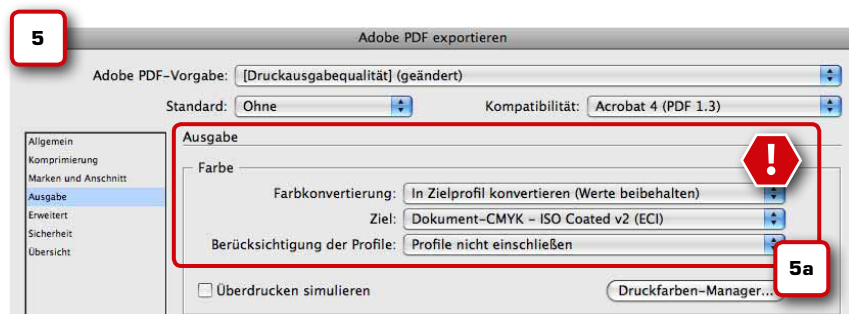 5
Adobe PDF exportieren
Adobe PDF-Vorgabe: [Druckausgabequalität] (geändert)
Standard: Ohne Kompatibilität: Acrobat 4 (PDF 1.3)
Allgemein
Komprimierung
Marken und Anschnitt
Ausgabe
Erweitert
Sicherheit
Übersicht
Ausgabe
Farbe
!
Farbkonvertierung: In Zielprofil konvertieren (Werte beibehalten)
Ziel: Dokument-CMYK – ISO Coated v2 (ECI)
Berücksichtigung der Profile: Profile nicht einschließen
5a
Überdrucken simulieren
Druckfarben-Manager...